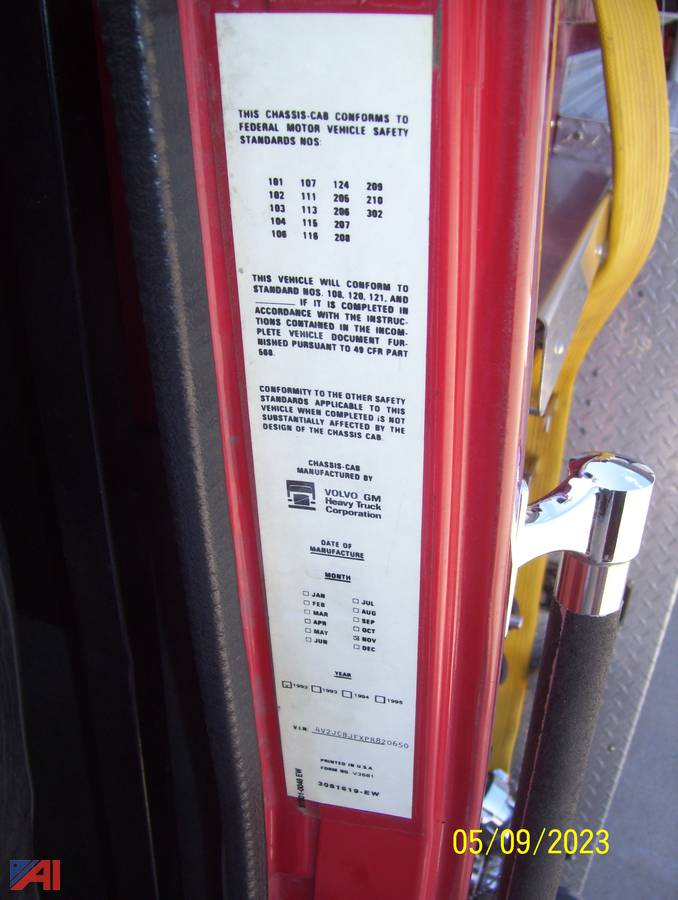 THIS CHASSIS-CAB CONFORMS TO
FEDERAL MOTOR VEHICLE SAFETY
STANDARDS NOS:
101 107 124 209
102 111 205 210
103 113 206 302
104 115 207
106 116 208
THIS VEHICLE WILL CONFORM TO
STANDARD NOS. 108, 120, 121, AND
________ IF IT IS COMPLETED IN
ACCORDANCE WITH THE INSTRUC-
TIONS CONTAINED IN THE INCOM-
PLETE VEHICLE DOCUMENT FUR-
NISHED PURSUANT TO 49 CFR PART
568.
CONFORMITY TO THE OTHER SAFETY
STANDARDS APPLICABLE TO THIS
VEHICLE WHEN COMPLETED IS NOT
SUBSTANTIALLY AFFECTED BY THE
DESIGN OF THE CHASSIS CAB.
CHASSIS-CAB
MANUFACTURED BY
VOLVO GM
Heavy Truck
Corporation
DATE OF
MANUFACTURE
MONTH
JAN
FEB
MAR
APR
MAY
JUN
JUL
AUG
SEP
OCT
NOV
DEC
YEAR
1992 1993 1994 1995
VIN: 4V2JCBJFXPR820650
PRINTED IN U.S.A.
FORM NO. V2681
3081619-EW
05/09/2023
AI